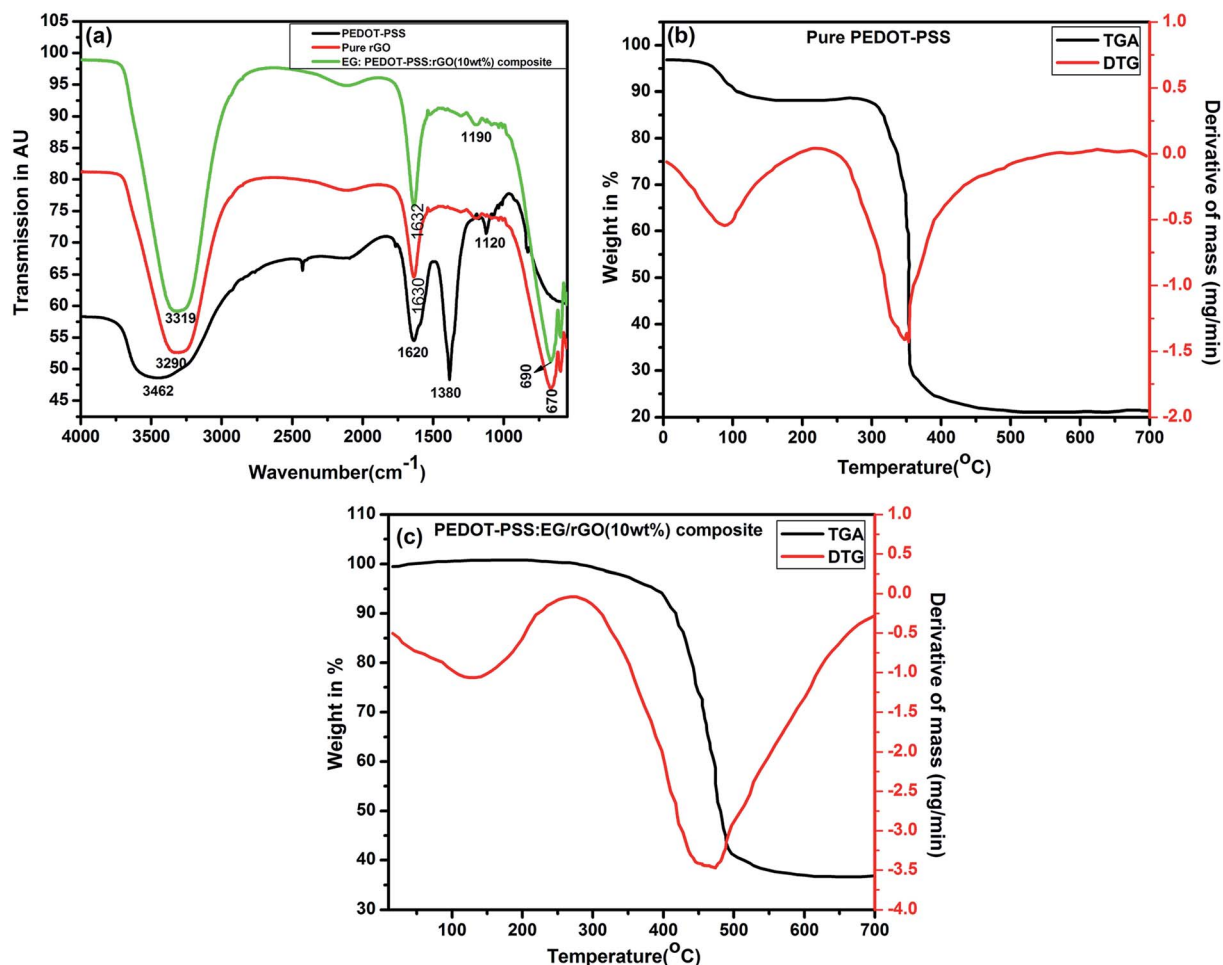 (a)
PEDOT-PSS
Pure rGO
EG: PEDOT-PSS:rGO(10wt%) composite
105
100
95
90
85
80
75
70
65
60
55
50
45
Transmission in AU
3319
3290
3462
1632
1630
1620
1380
1190
1120
690
670
4000 3500 3000 2500 2000 1500 1000
Wavenumber(cm⁻¹)
(b)
Pure PEDOT-PSS
TGA
DTG
100
90
80
70
60
50
40
30
20
Weight in %
1.0
0.5
0.0
-0.5
-1.0
-1.5
-2.0
Derivative of mass (mg/min)
0 100 200 300 400 500 600 700
Temperature(°C)
(c)
PEDOT-PSS:EG/rGO(10wt%) composite
TGA
DTG
110
100
90
80
70
60
50
40
30
Weight in %
1.0
0.5
0.0
-0.5
-1.0
-1.5
-2.0
-2.5
-3.0
-3.5
-4.0
Derivative of mass (mg/min)
100 200 300 400 500 600 700
Temperature(°C)